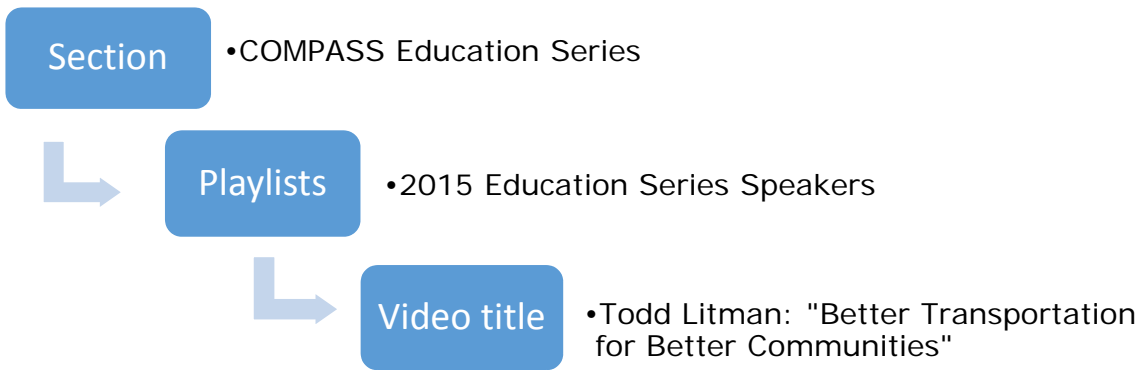 Section
•COMPASS Education Series
Playlists
•2015 Education Series Speakers
Video title
•Todd Litman: "Better Transportation
for Better Communities"